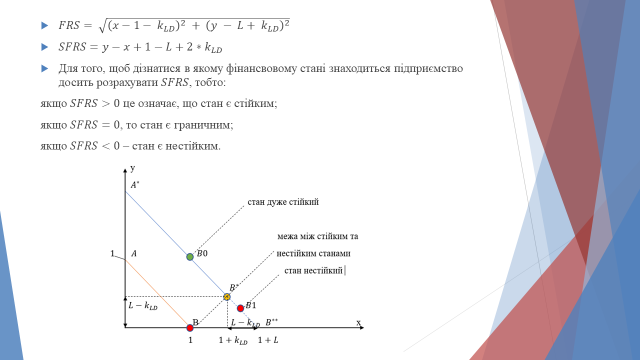 FRS = √(x − 1 − k_LD)² + (y − L + k_LD)²
SFRS = y − x + 1 − L + 2 ∗ k_LD
Для того, щоб дізнатися в якому фінансвовому стані знаходиться підприємство
досить розрахувати SFRS, тобто:
якщо SFRS > 0 це означає, що стан є стійким;
якщо SFRS = 0, то стан є граничним;
якщо SFRS < 0 – стан є нестійким.
y
A*
стан дуже стійкий
межа між стійким та
1 A B0 нестійким станами
стан нестійкий
B*
L − k_LD B1
B L − k_LD B** x
1 1 + k_LD 1 + L